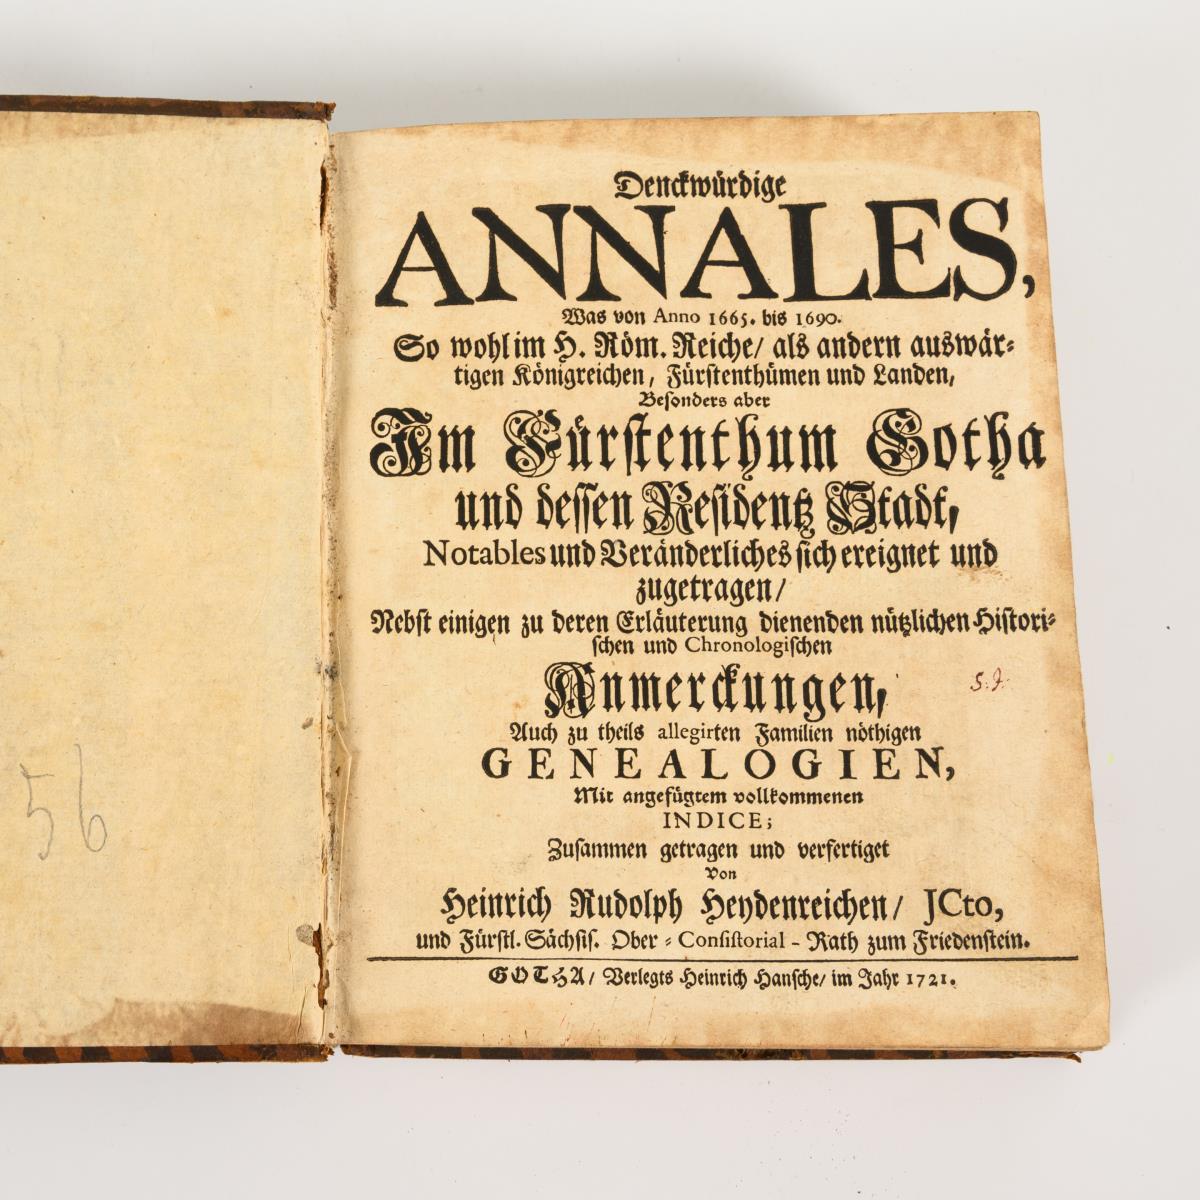 Denckwürdige
ANNALES,
Was von Anno 1665. bis 1690.
So wohl im H. Röm. Reiche/ als andern auswär-
tigen Königreichen, Fürstenthümen und Landen,
Besonders aber
Im Fürstenthum Gotha
und dessen Residentz Stadt,
Notables und Veränderliches sich ereignet und
zugetragen/
Nebst einigen zu deren Erläuterung dienenden nützlichen Histori-
schen und Chronologischen
Anmerckungen,
S. J.
Auch zu theils allegirten Familien nöthigen
GENEALOGIEN,
Mit angefügtem vollkommenen
INDICE;
Zusammen getragen und verfertiget
Von
Heinrich Rudolph Heydenreichen/ JCto,
und Fürstl. Sächsis. Ober-Consistorial-Rath zum Friedenstein.
GOTHA/ Verlegts Heinrich Hansche/ im Jahr 1721.
56